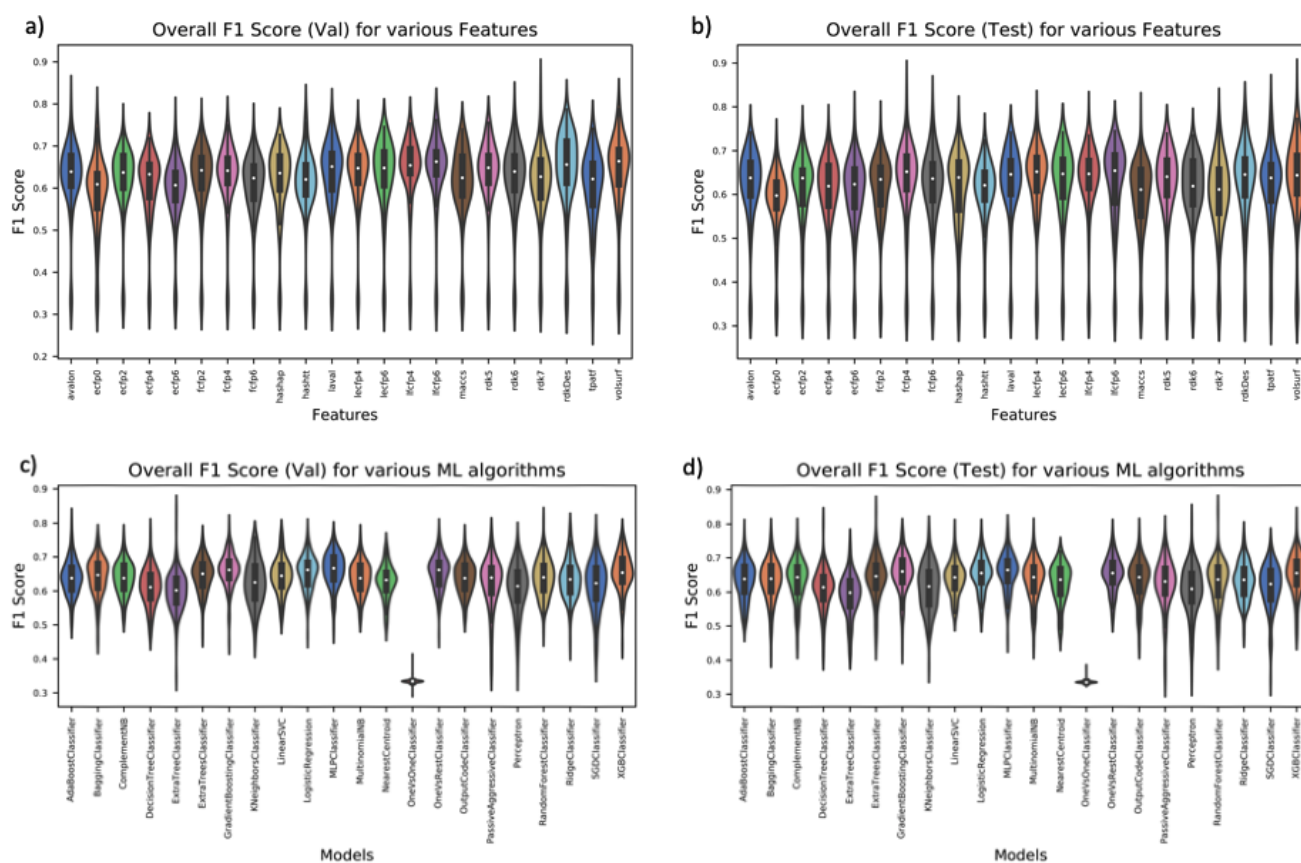 a)
Overall F1 Score (Val) for various Features
F1 Score
0.9
0.8
0.7
0.6
0.5
0.4
0.3
0.2
avalon
ecfp0
ecfp2
ecfp4
ecfp6
fcfp2
fcfp4
fcfp6
hashap
hashtt
laval
lecfp4
lecfp6
lfcfp4
lfcfp6
maccs
rdk5
rdk6
rdk7
rdkDes
tpatf
volsurf
Features
b)
Overall F1 Score (Test) for various Features
F1 Score
0.9
0.8
0.7
0.6
0.5
0.4
0.3
avalon
ecfp0
ecfp2
ecfp4
ecfp6
fcfp2
fcfp4
fcfp6
hashap
hashtt
laval
lecfp4
lecfp6
lfcfp4
lfcfp6
maccs
rdk5
rdk6
rdk7
rdkDes
tpatf
volsurf
Features
c)
Overall F1 Score (Val) for various ML algorithms
F1 Score
0.9
0.8
0.7
0.6
0.5
0.4
0.3
AdaBoostClassifier
BaggingClassifier
ComplementNB
DecisionTreeClassifier
ExtraTreeClassifier
ExtraTreesClassifier
GradientBoostingClassifier
KNeighborsClassifier
LinearSVC
LogisticRegression
MLPClassifier
MultinomialNB
NearestCentroid
OneVsOneClassifier
OneVsRestClassifier
OutputCodeClassifier
PassiveAggressiveClassifier
Perceptron
RandomForestClassifier
RidgeClassifier
SGDClassifier
XGBClassifier
Models
d)
Overall F1 Score (Test) for various ML algorithms
F1 Score
0.9
0.8
0.7
0.6
0.5
0.4
0.3
AdaBoostClassifier
BaggingClassifier
ComplementNB
DecisionTreeClassifier
ExtraTreeClassifier
ExtraTreesClassifier
GradientBoostingClassifier
KNeighborsClassifier
LinearSVC
LogisticRegression
MLPClassifier
MultinomialNB
NearestCentroid
OneVsOneClassifier
OneVsRestClassifier
OutputCodeClassifier
PassiveAggressiveClassifier
Perceptron
RandomForestClassifier
RidgeClassifier
SGDClassifier
XGBClassifier
Models